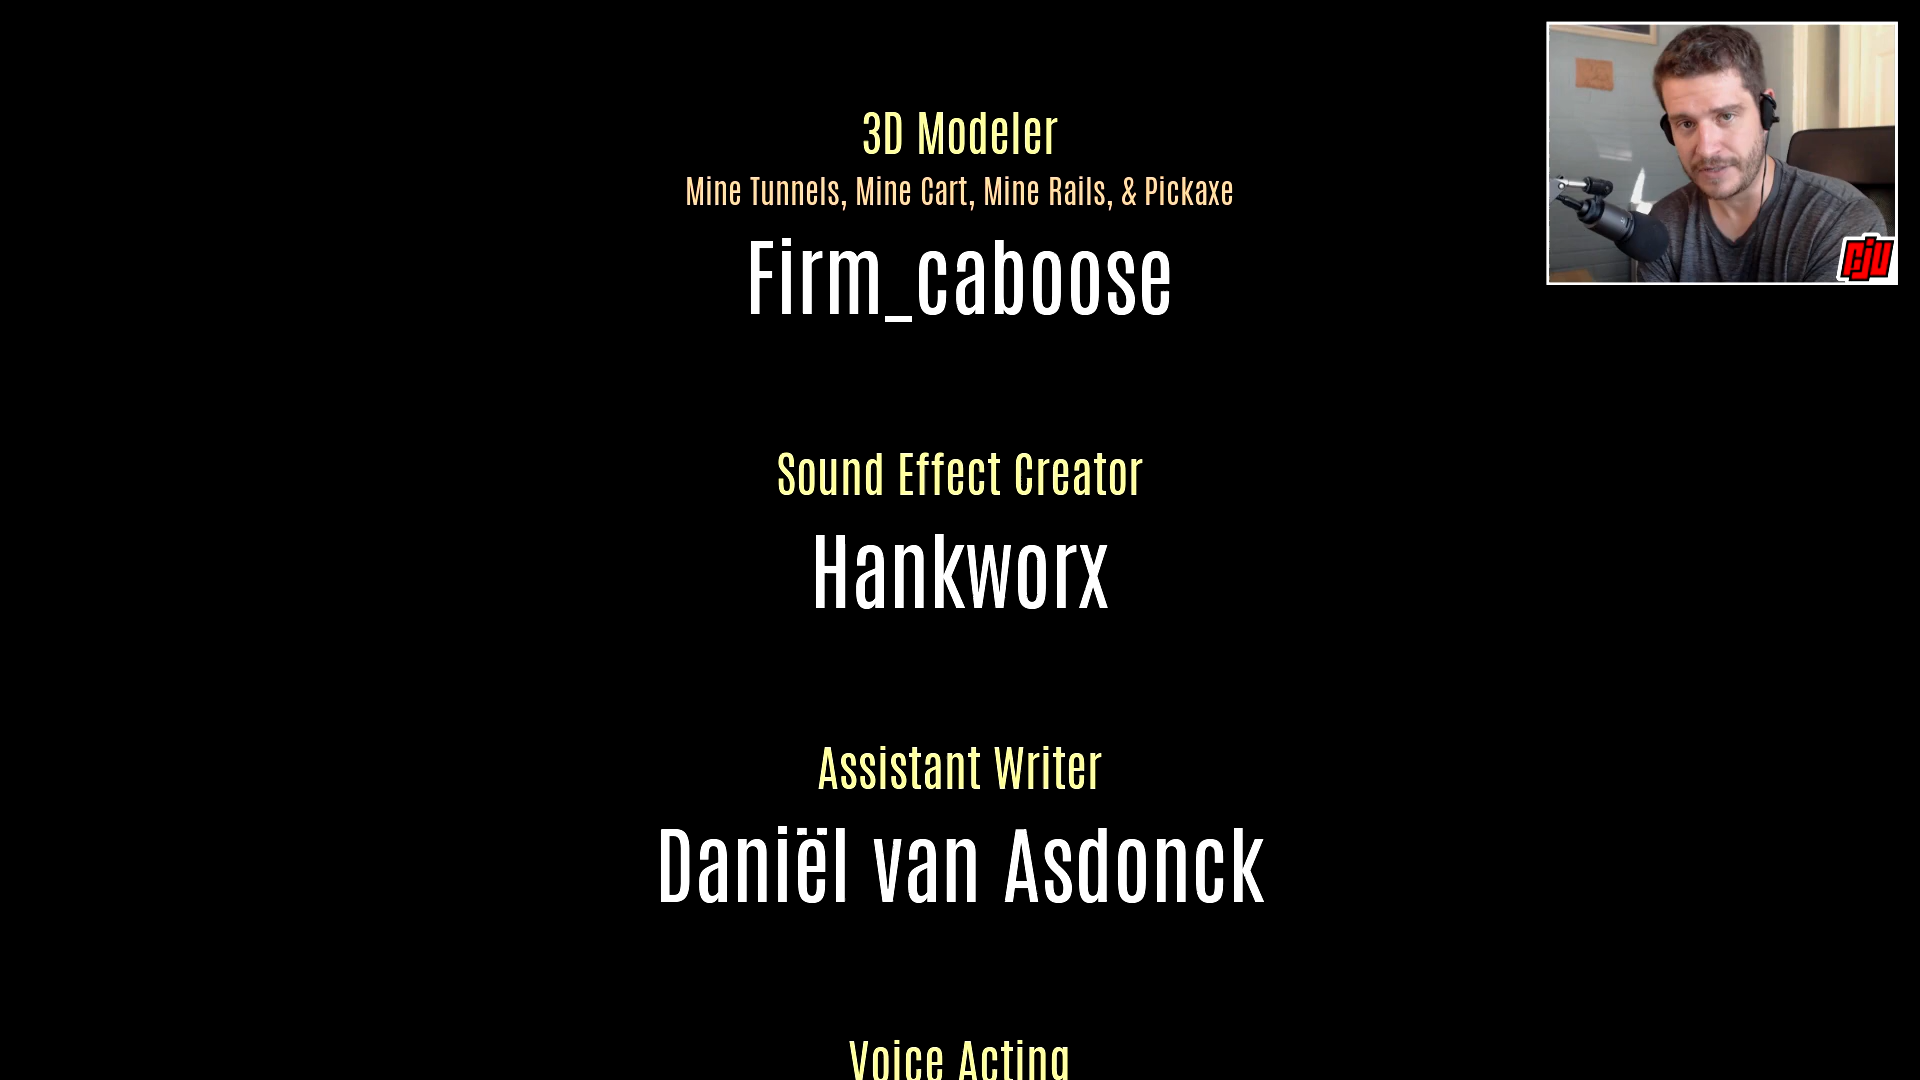 3D Modeler
Mine Tunnels, Mine Cart, Mine Rails, & Pickaxe
Firm_caboose
Sound Effect Creator
Hankworx
Assistant Writer
Daniël van Asdonck
Voice Acting